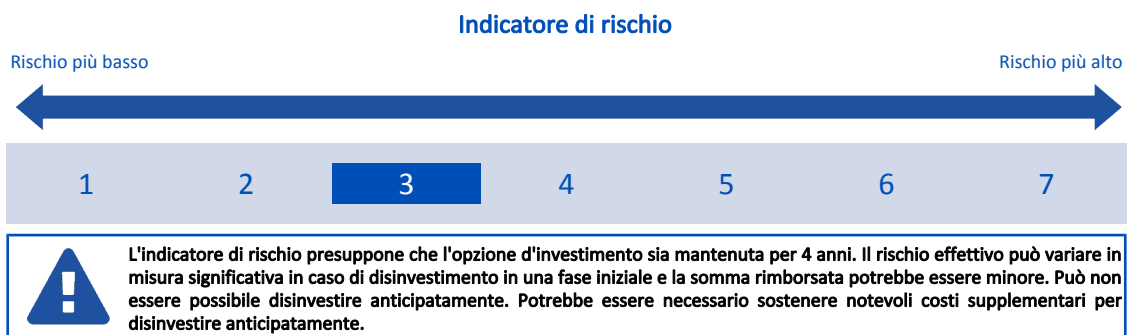 Indicatore di rischio
Rischio più basso Rischio più alto
1 2 3 4 5 6 7
L'indicatore di rischio presuppone che l'opzione d'investimento sia mantenuta per 4 anni. Il rischio effettivo può variare in
misura significativa in caso di disinvestimento in una fase iniziale e la somma rimborsata potrebbe essere minore. Può non
essere possibile disinvestire anticipatamente. Potrebbe essere necessario sostenere notevoli costi supplementari per
disinvestire anticipatamente.